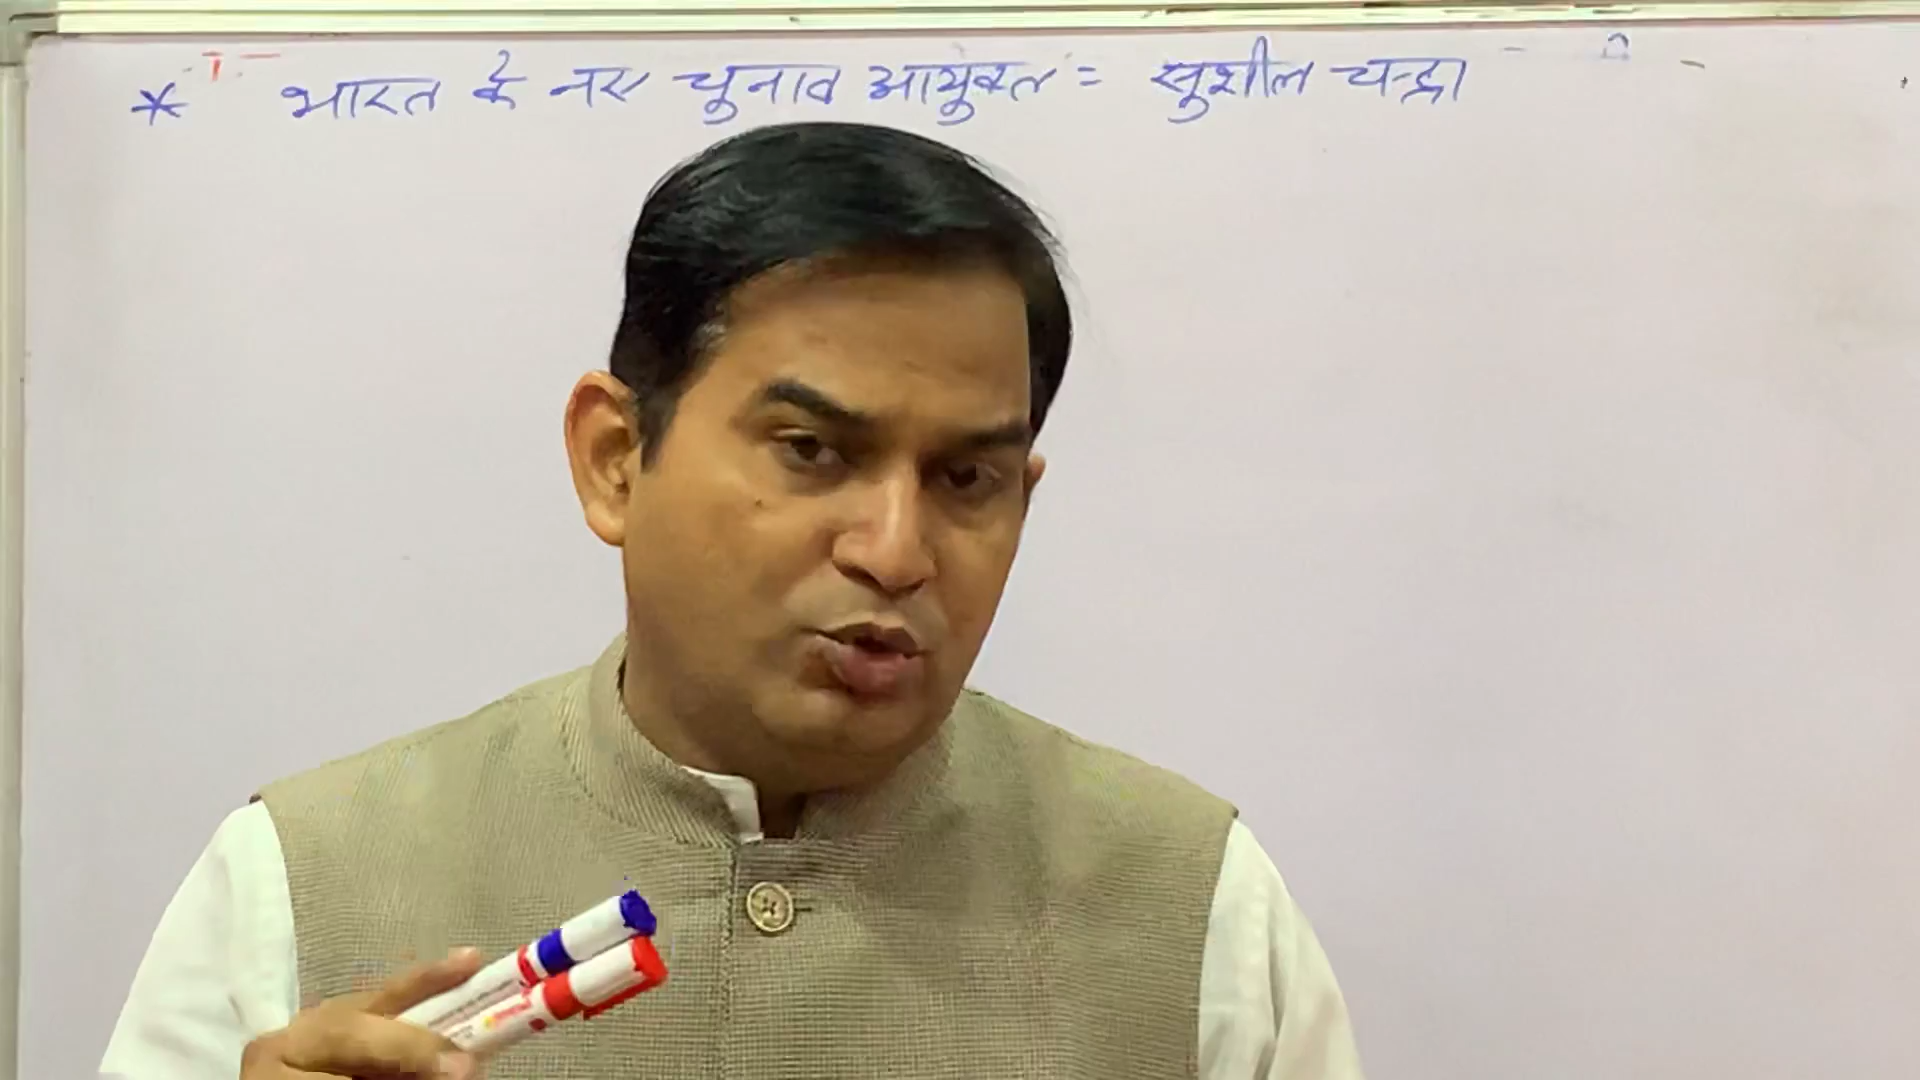 * भारत के नए चुनाव आयुक्त = सुशील चन्द्रा